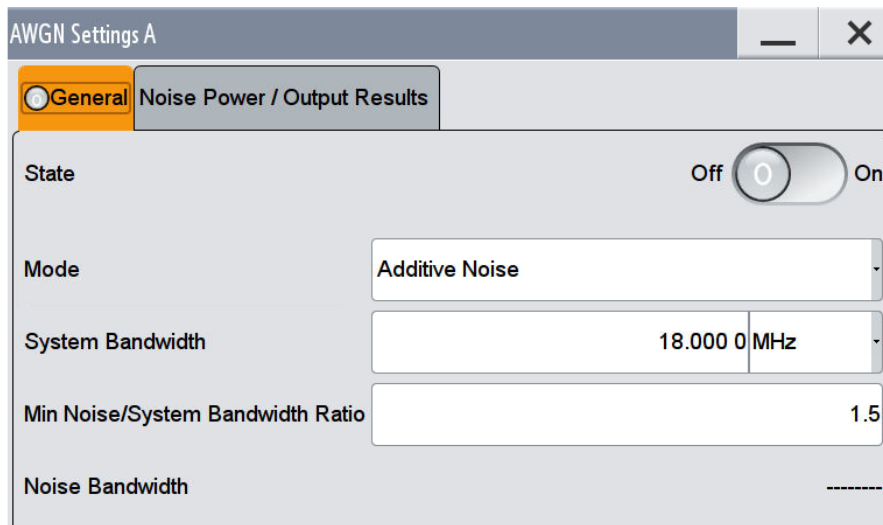 AWGN Settings A
General Noise Power / Output Results
State Off 0 On
Mode Additive Noise
System Bandwidth 18.000 0 MHz
Min Noise/System Bandwidth Ratio 1.5
Noise Bandwidth --------